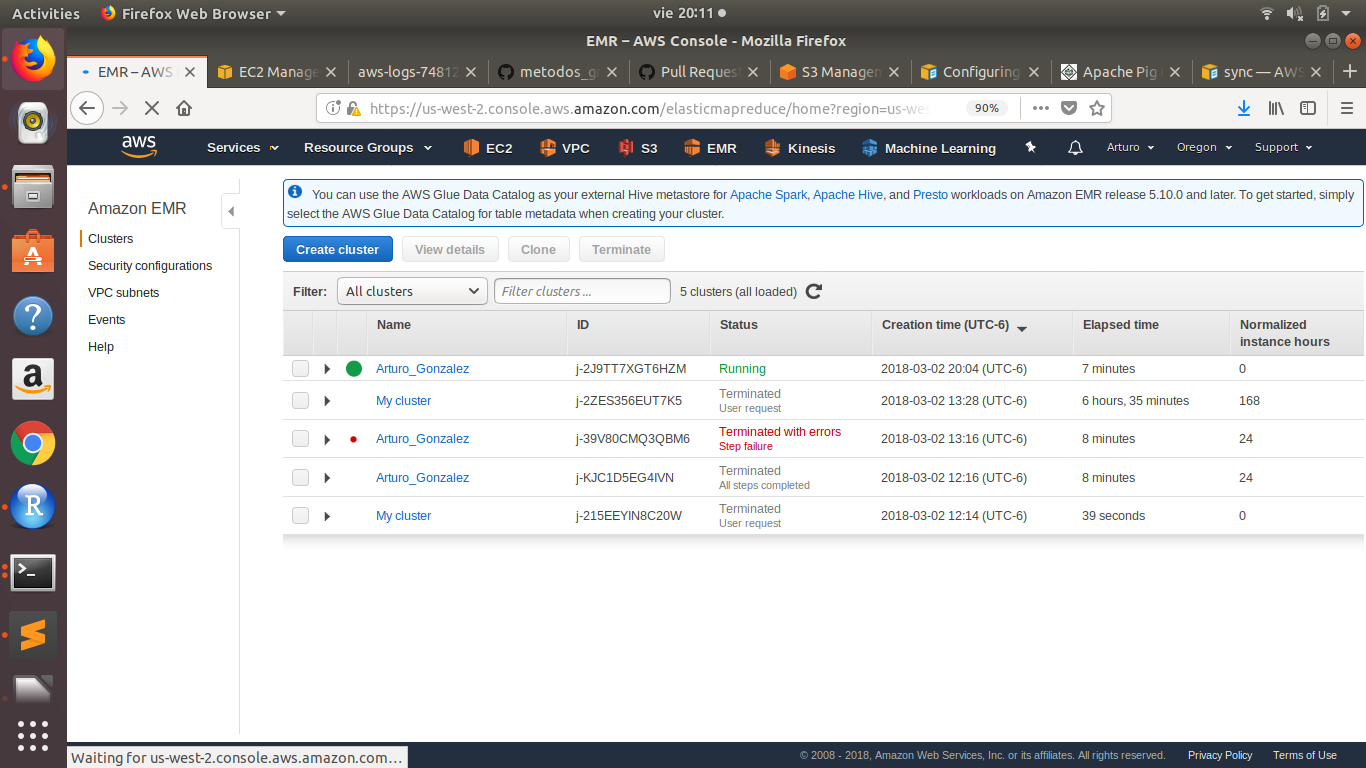 Activities Firefox Web Browser vie 20:11
EMR – AWS Console - Mozilla Firefox
EMR – AWS EC2 Manage aws-logs-74812 metodos_g Pull Reques S3 Managem Configuring Apache Pig sync — AWS
https://us-west-2.console.aws.amazon.com/elasticmapreduce/home?region=us-we 90%
aws Services Resource Groups EC2 VPC S3 EMR Kinesis Machine Learning Arturo Oregon Support
Amazon EMR
Clusters
Security configurations
VPC subnets
Events
Help
You can use the AWS Glue Data Catalog as your external Hive metastore for Apache Spark, Apache Hive, and Presto workloads on Amazon EMR release 5.10.0 and later. To get started, simply
select the AWS Glue Data Catalog for table metadata when creating your cluster.
Create cluster View details Clone Terminate
Filter: All clusters Filter clusters ... 5 clusters (all loaded)
Name ID Status Creation time (UTC-6) Elapsed time Normalized
instance hours
Arturo_Gonzalez j-2J9TT7XGT6HZM Running 2018-03-02 20:04 (UTC-6) 7 minutes 0
My cluster j-2ZES356EUT7K5 Terminated 2018-03-02 13:28 (UTC-6) 6 hours, 35 minutes 168
User request
Arturo_Gonzalez j-39V80CMQ3QBM6 Terminated with errors 2018-03-02 13:16 (UTC-6) 8 minutes 24
Step failure
Arturo_Gonzalez j-KJC1D5EG4IVN Terminated 2018-03-02 12:16 (UTC-6) 8 minutes 24
All steps completed
My cluster j-215EEYIN8C20W Terminated 2018-03-02 12:14 (UTC-6) 39 seconds 0
User request
Waiting for us-west-2.console.aws.amazon.com…
© 2008 - 2018, Amazon Web Services, Inc. or its affiliates. All rights reserved. Privacy Policy Terms of Use